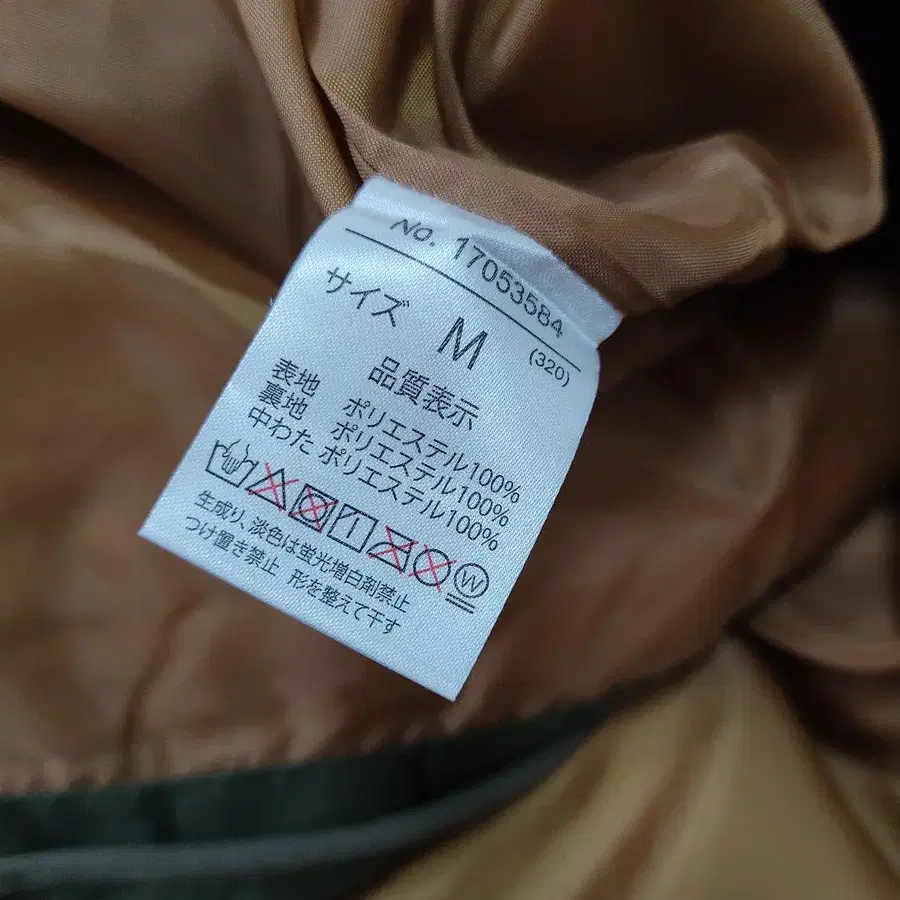 No. 17053584
(320)
サイズ M
品質表示
表地 ポリエステル100%
裏地 ポリエステル100%
中わた ポリエステル100%
生成り、淡色は蛍光増白剤禁止
つけ置き禁止 形を整えて干す